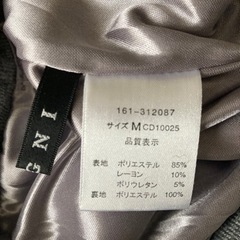 161-312087
サイズ M CD10025
品質表示
表地 ポリエステル 85%
レーヨン 10%
ポリウレタン 5%
裏地 ポリエステル 100%
INGNI